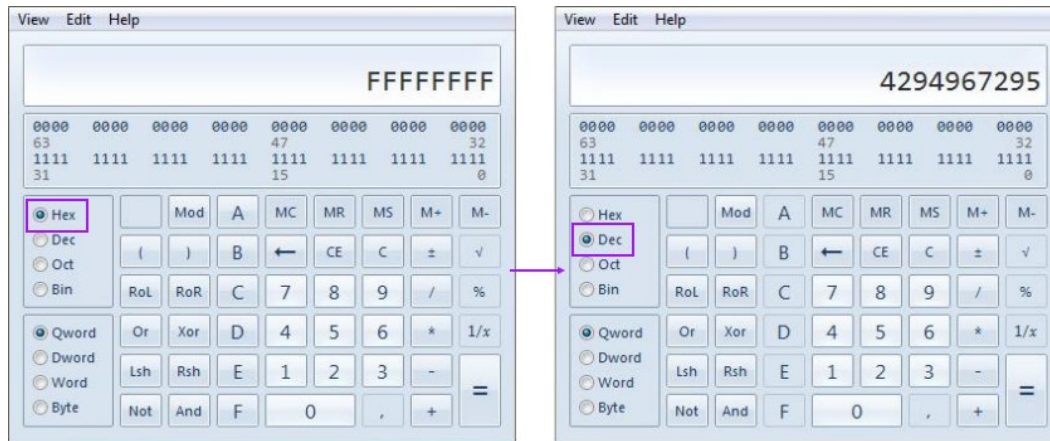 View Edit Help
FFFFFFFF
0000 0000 0000 0000 0000 0000 0000 0000
63 47 32
1111 1111 1111 1111 1111 1111 1111 1111
31 15 0
Hex Mod A MC MR MS M+ M-
Dec ( ) B ← CE C ± √
Oct
Bin RoL RoR C 7 8 9 / %
Qword Or Xor D 4 5 6 * 1/x
Dword
Lsh Rsh E 1 2 3 - =
Word
Byte Not And F 0 , +
View Edit Help
4294967295
0000 0000 0000 0000 0000 0000 0000 0000
63 47 32
1111 1111 1111 1111 1111 1111 1111 1111
31 15 0
Hex Mod A MC MR MS M+ M-
Dec ( ) B ← CE C ± √
Oct
Bin RoL RoR C 7 8 9 / %
Qword Or Xor D 4 5 6 * 1/x
Dword
Lsh Rsh E 1 2 3 - =
Word
Byte Not And F 0 , +